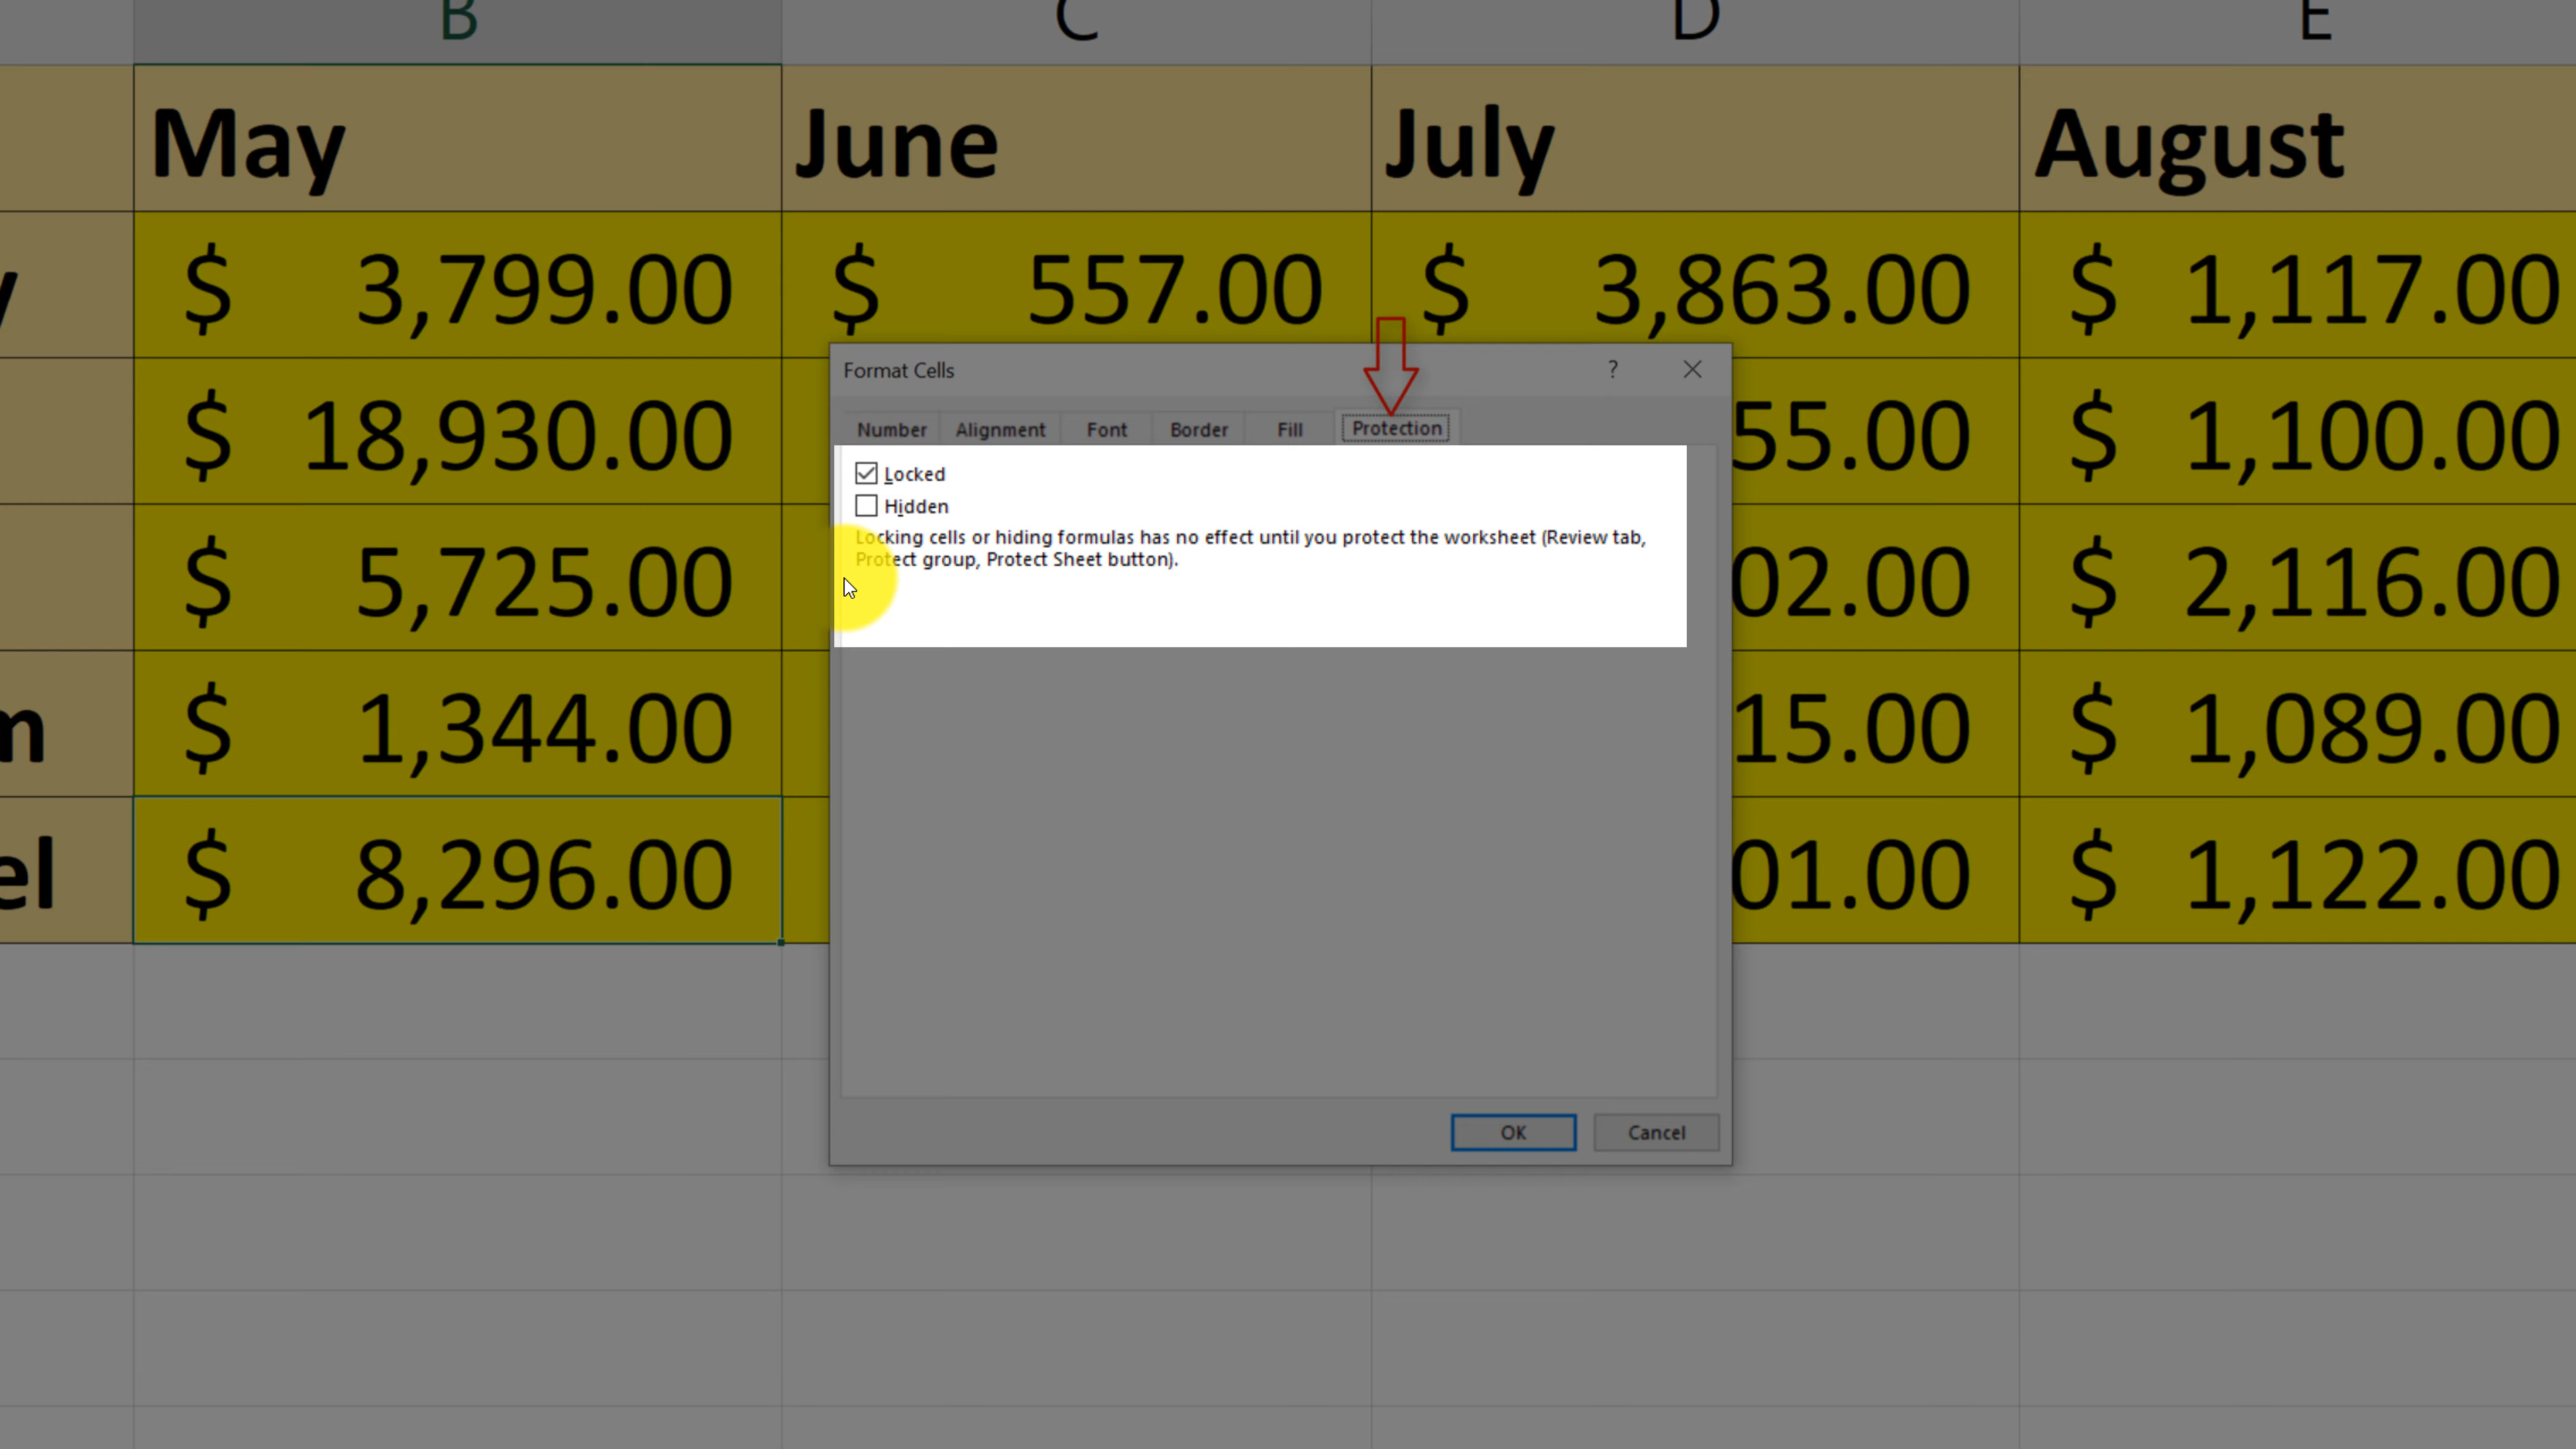 B C D E
May June July August
y $ 3,799.00 $ 557.00 $ 3,863.00 $ 1,117.00
Format Cells ?
Number Alignment Font Border Fill Protection
$ 18,930.00 55.00 $ 1,100.00
Locked
Hidden
Locking cells or hiding formulas has no effect until you protect the worksheet (Review tab,
Protect group, Protect Sheet button).
$ 5,725.00 02.00 $ 2,116.00
m $ 1,344.00 15.00 $ 1,089.00
el $ 8,296.00 01.00 $ 1,122.00
OK Cancel